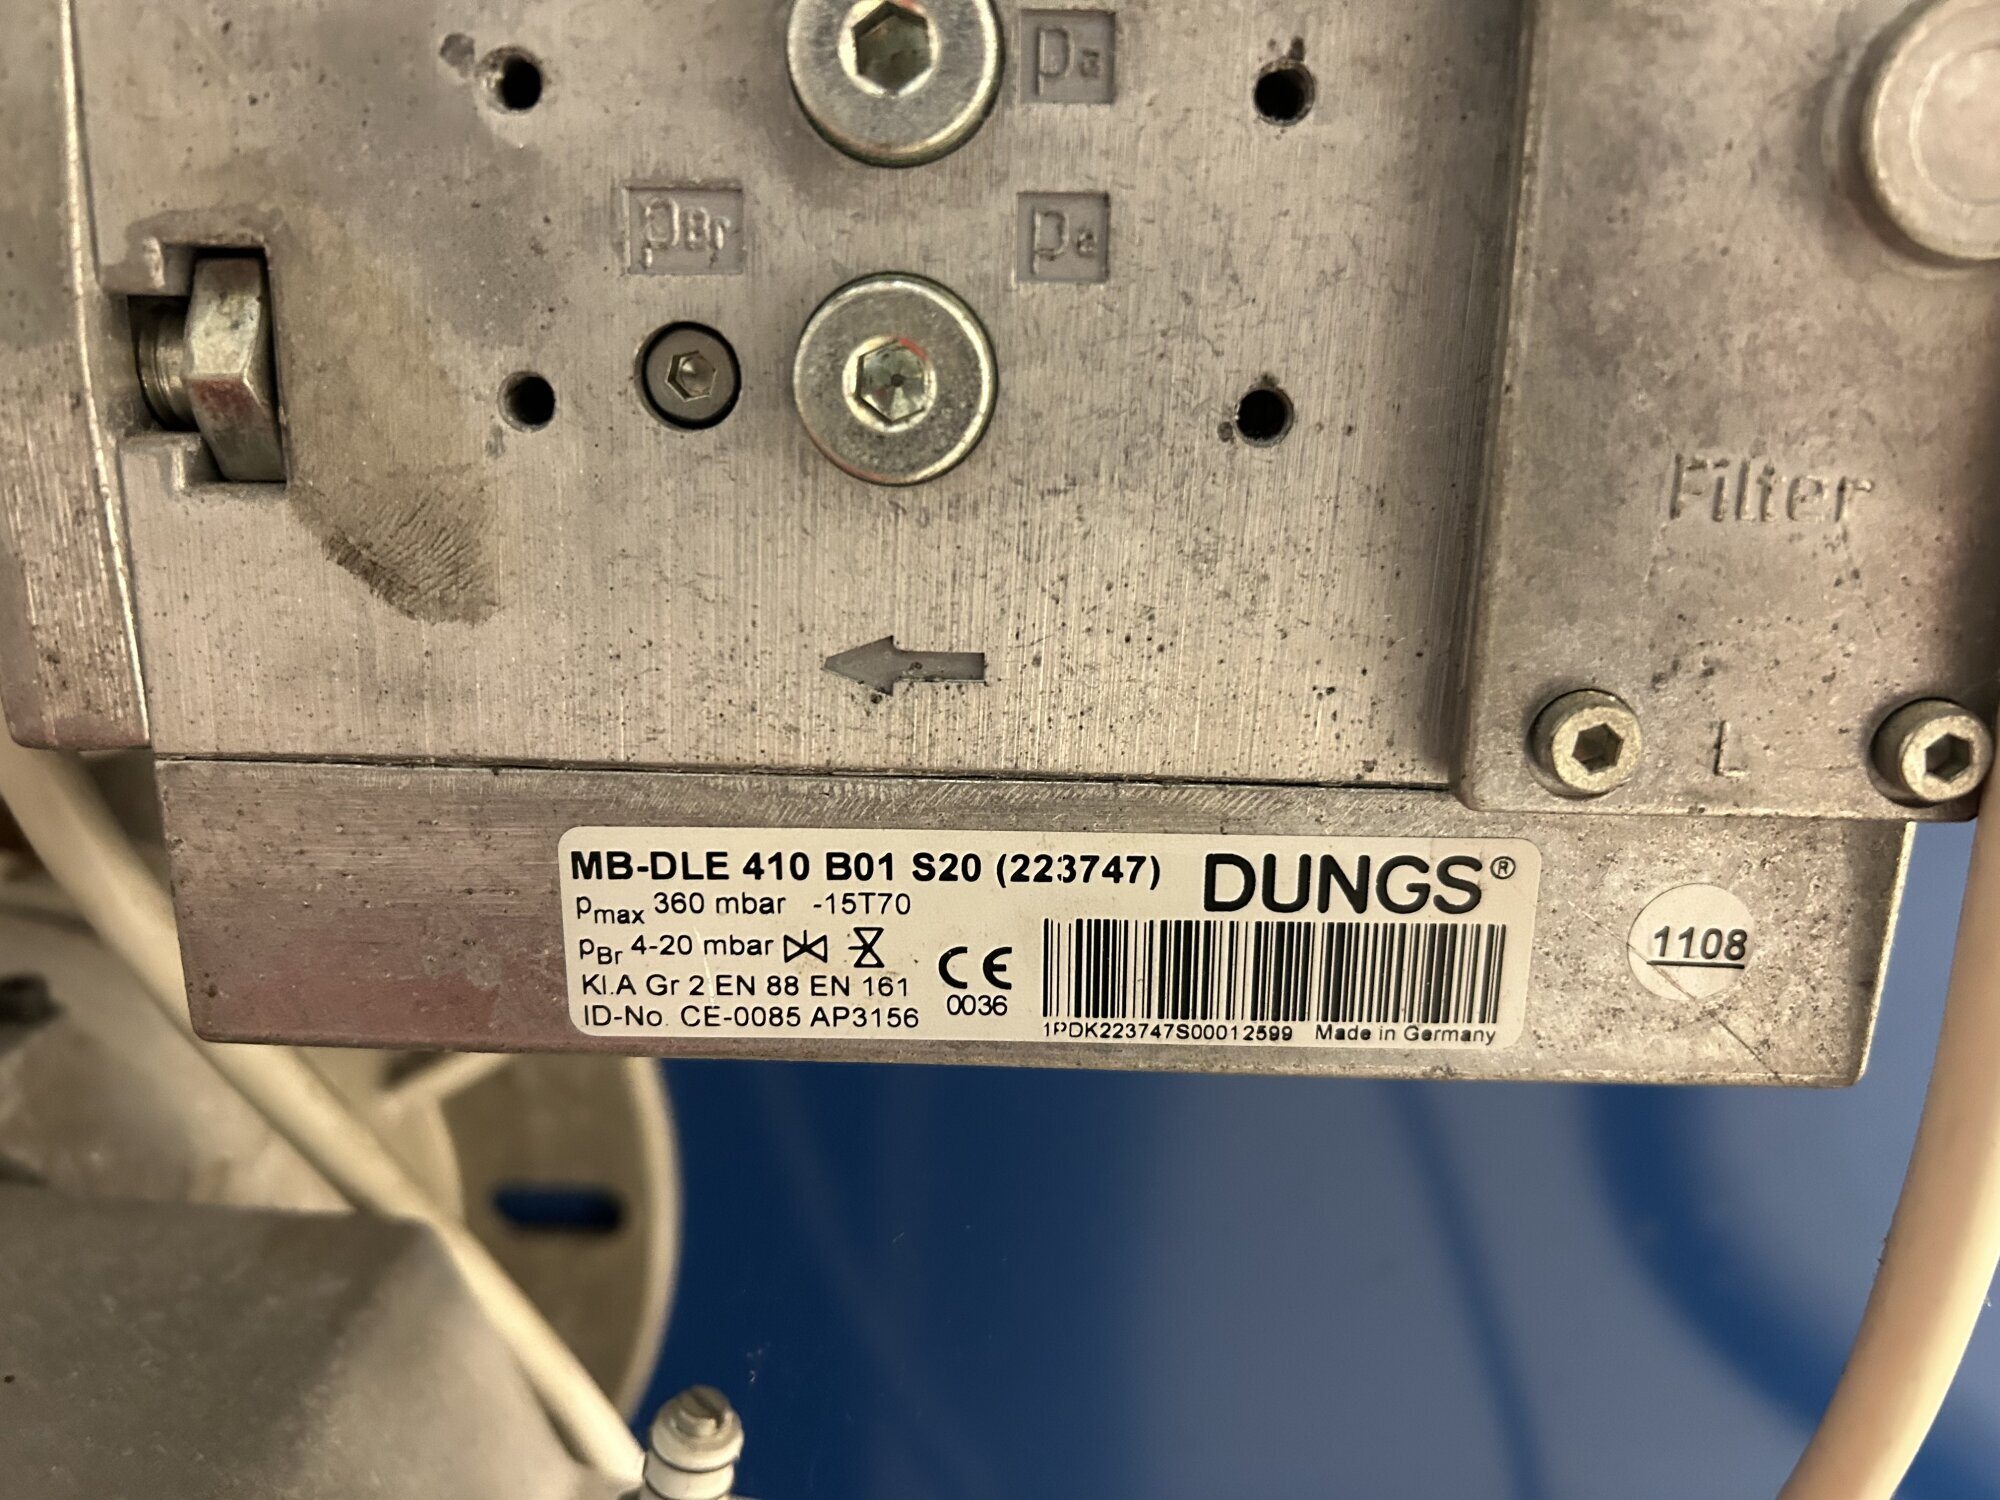 pa
pBr
pe
Filter
L
MB-DLE 410 B01 S20 (223747)
DUNGS®
pmax 360 mbar -15T70
pBr 4-20 mbar
Kl.A Gr 2 EN 88 EN 161
ID-No. CE-0085 AP3156
CE
0036
1PDK223747S00012599 Made in Germany
1108